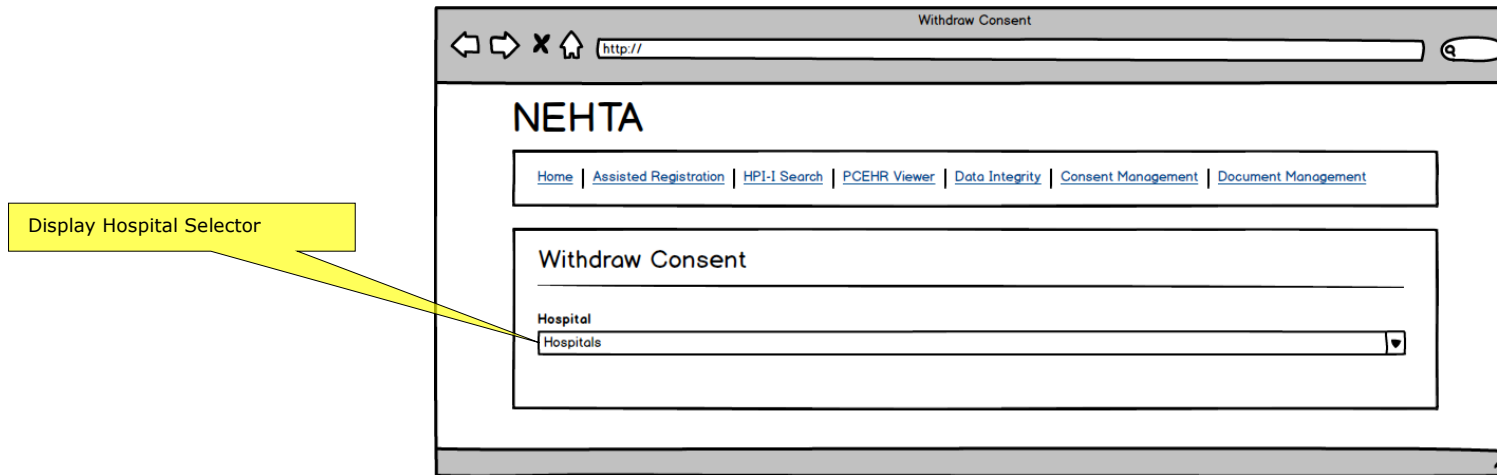 Withdraw Consent
http://
NEHTA
Home | Assisted Registration | HPI-I Search | PCEHR Viewer | Data Integrity | Consent Management | Document Management
Display Hospital Selector
Withdraw Consent
Hospital
Hospitals